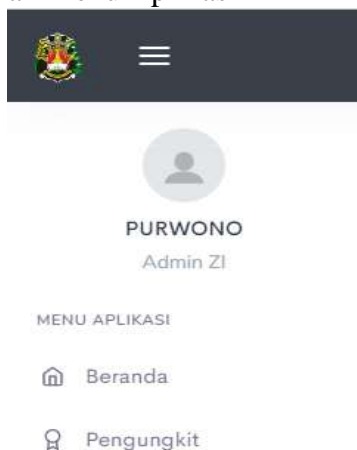 PURWONO
Admin ZI
MENU APLIKASI
Beranda
Pengungkit